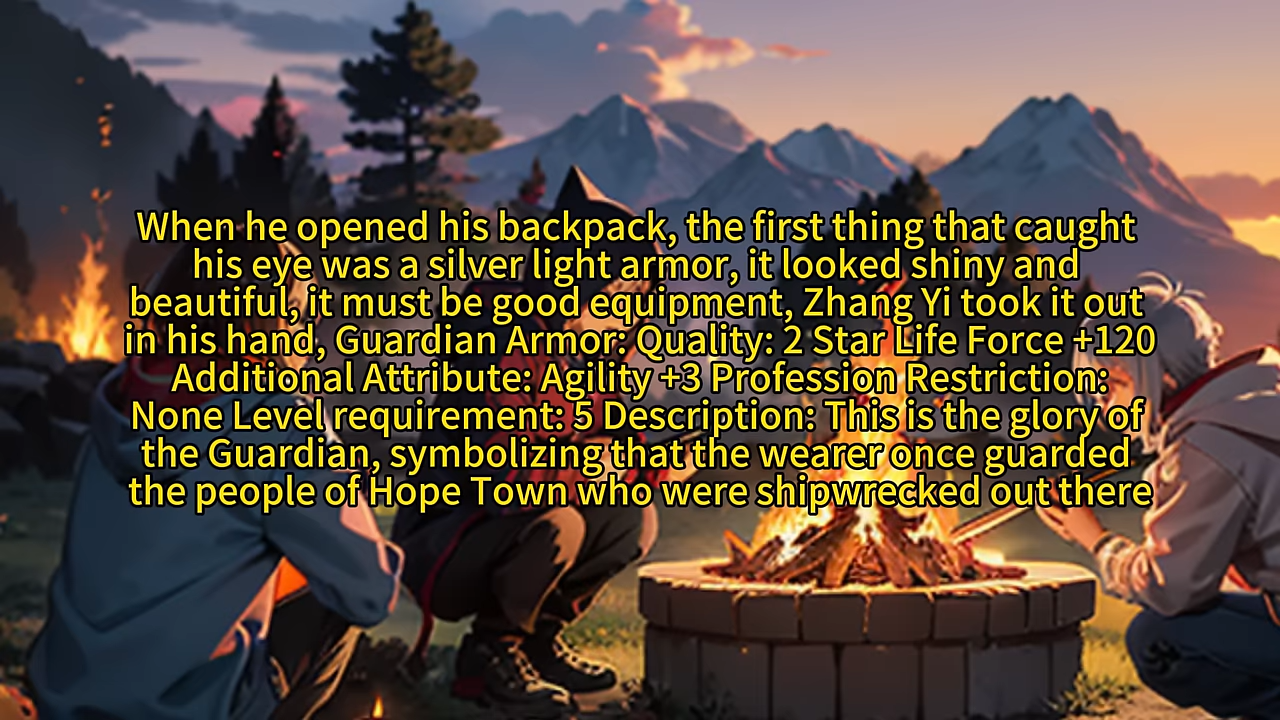 When he opened his backpack, the first thing that caught
his eye was a silver light armor, it looked shiny and
beautiful, it must be good equipment, Zhang Yi took it out
in his hand, Guardian Armor: Quality: 2 Star Life Force +120
Additional Attribute: Agility +3 Profession Restriction:
None Level requirement: 5 Description: This is the glory of
the Guardian, symbolizing that the wearer once guarded
the people of Hope Town who were shipwrecked out there